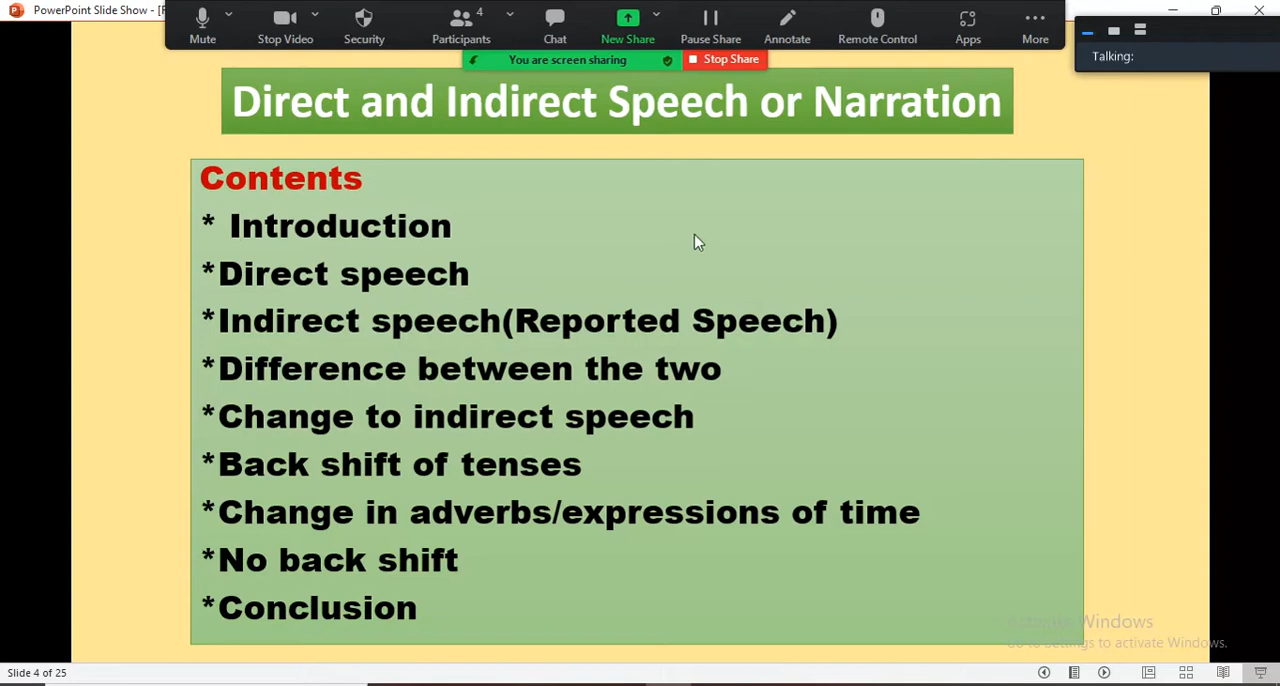 PowerPoint Slide Show - [F
4
Mute
Stop Video
Security
Participants
Chat
New Share
Pause Share
Annotate
Remote Control
Apps
More
You are screen sharing
Stop Share
Talking:
Direct and Indirect Speech or Narration
Contents
* Introduction
*Direct speech
*Indirect speech(Reported Speech)
*Difference between the two
*Change to indirect speech
*Back shift of tenses
*Change in adverbs/expressions of time
*No back shift
*Conclusion
Activate Windows
Go to Settings to activate Windows.
Slide 4 of 25